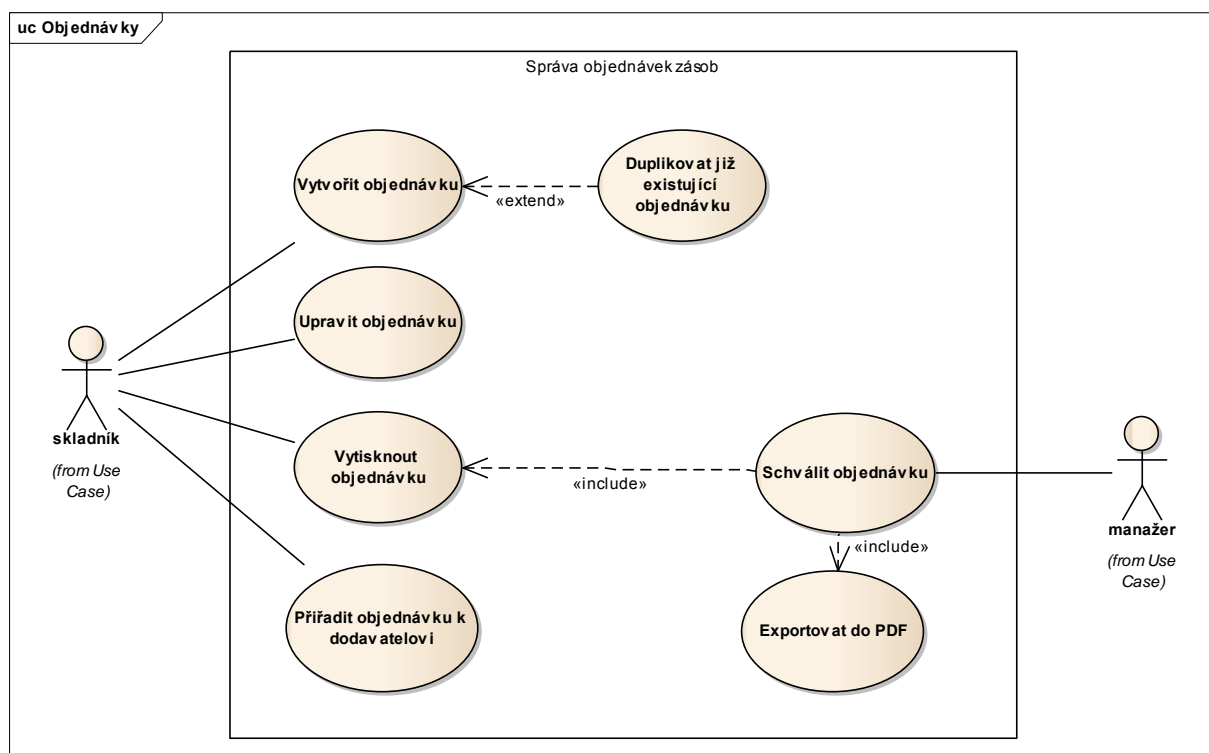 uc Objednávky
Správa objednávek zásob
Vytvořit objednávku
«extend»
Duplikovat již
existující
objednávku
Upravit objednávku
skladník
(from Use
Case)
Vytisknout
objednávku
«include»
Schválit objednávku
manažer
(from Use
Case)
«include»
Přiřadit objednávku k
dodavatelovi
Exportovat do PDF